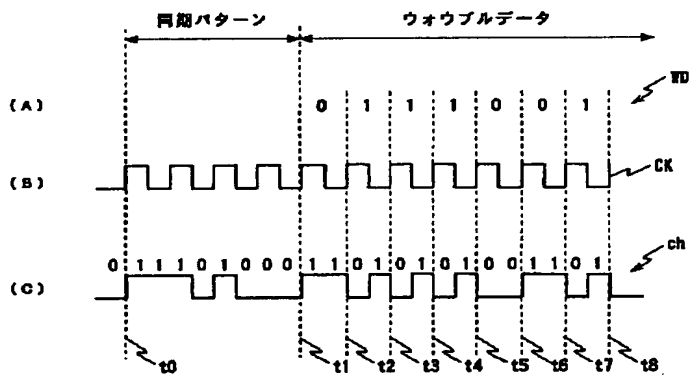 同期パターン ウォウブルデータ
(A) 0 1 1 1 0 0 1 WD
(B) CK
(C) 0 1 1 1 0 1 0 0 0 1 1 0 1 0 1 0 1 0 0 1 1 0 1 ch
t0 t1 t2 t3 t4 t5 t6 t7 t8